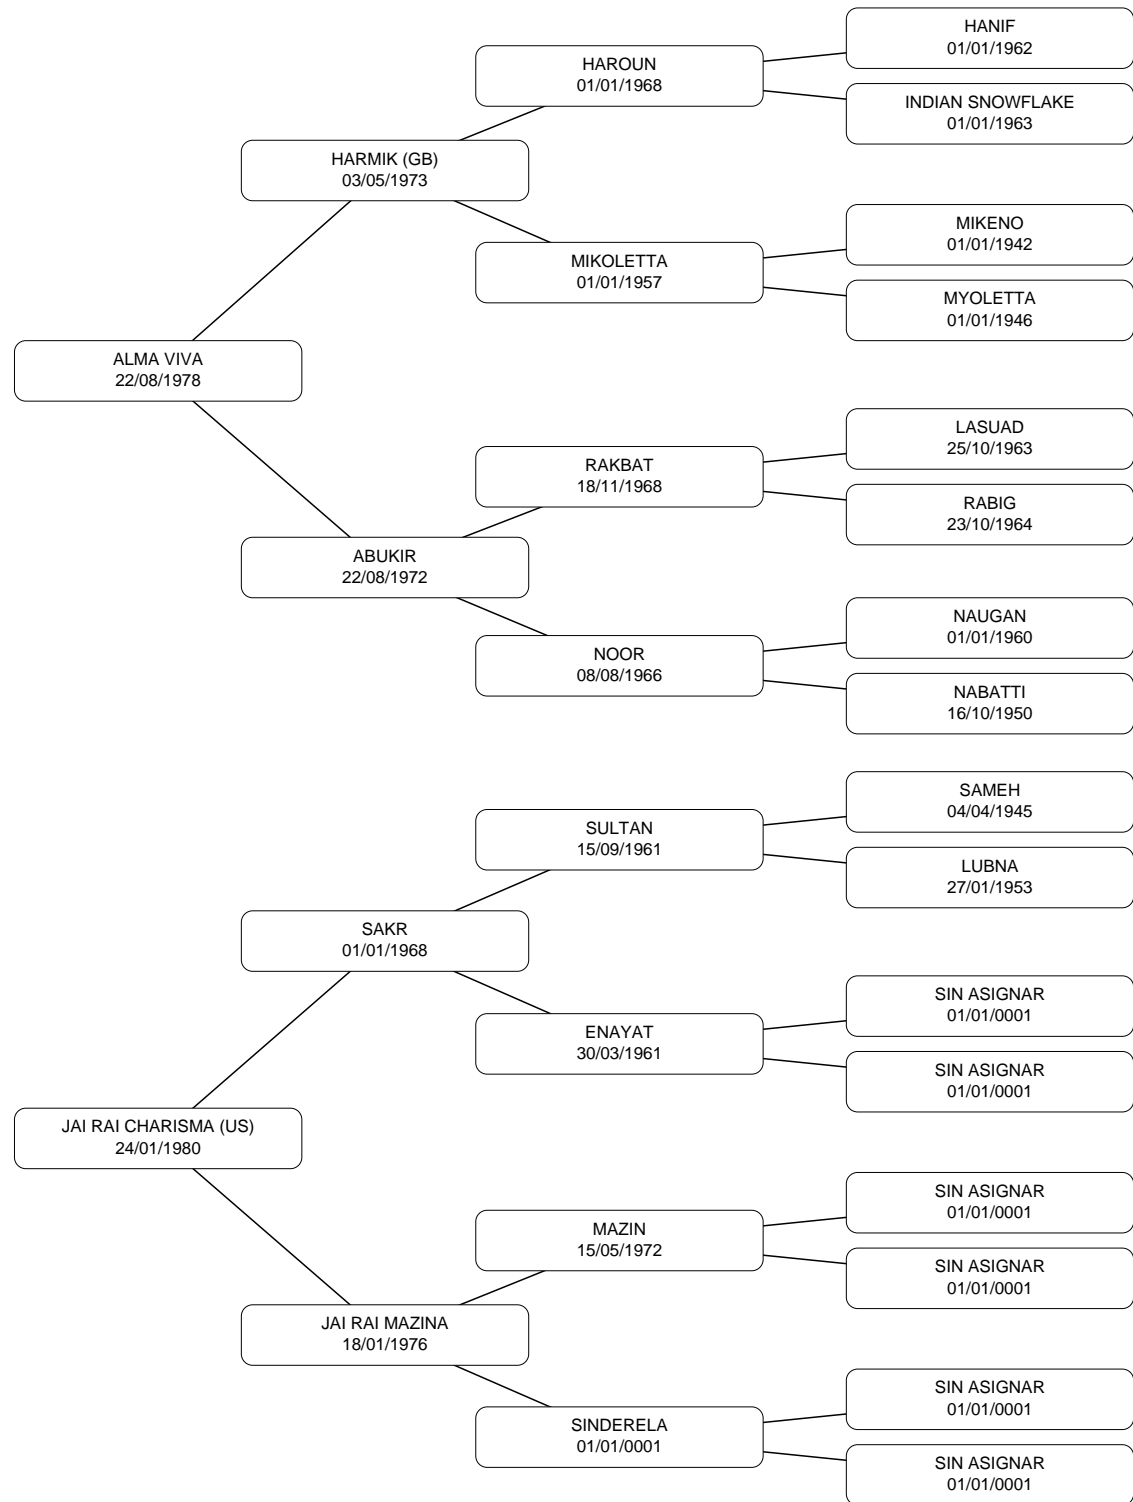 HANIF
01/01/1962
HAROUN
01/01/1968
INDIAN SNOWFLAKE
01/01/1963
HARMIK (GB)
03/05/1973
MIKENO
01/01/1942
MIKOLETTA
01/01/1957
MYOLETTA
01/01/1946
ALMA VIVA
22/08/1978
LASUAD
25/10/1963
RAKBAT
18/11/1968
RABIG
23/10/1964
ABUKIR
22/08/1972
NAUGAN
01/01/1960
NOOR
08/08/1966
NABATTI
16/10/1950
SAMEH
04/04/1945
SULTAN
15/09/1961
LUBNA
27/01/1953
SAKR
01/01/1968
SIN ASIGNAR
01/01/0001
ENAYAT
30/03/1961
SIN ASIGNAR
01/01/0001
JAI RAI CHARISMA (US)
24/01/1980
SIN ASIGNAR
01/01/0001
MAZIN
15/05/1972
SIN ASIGNAR
01/01/0001
JAI RAI MAZINA
18/01/1976
SIN ASIGNAR
01/01/0001
SINDERELA
01/01/0001
SIN ASIGNAR
01/01/0001